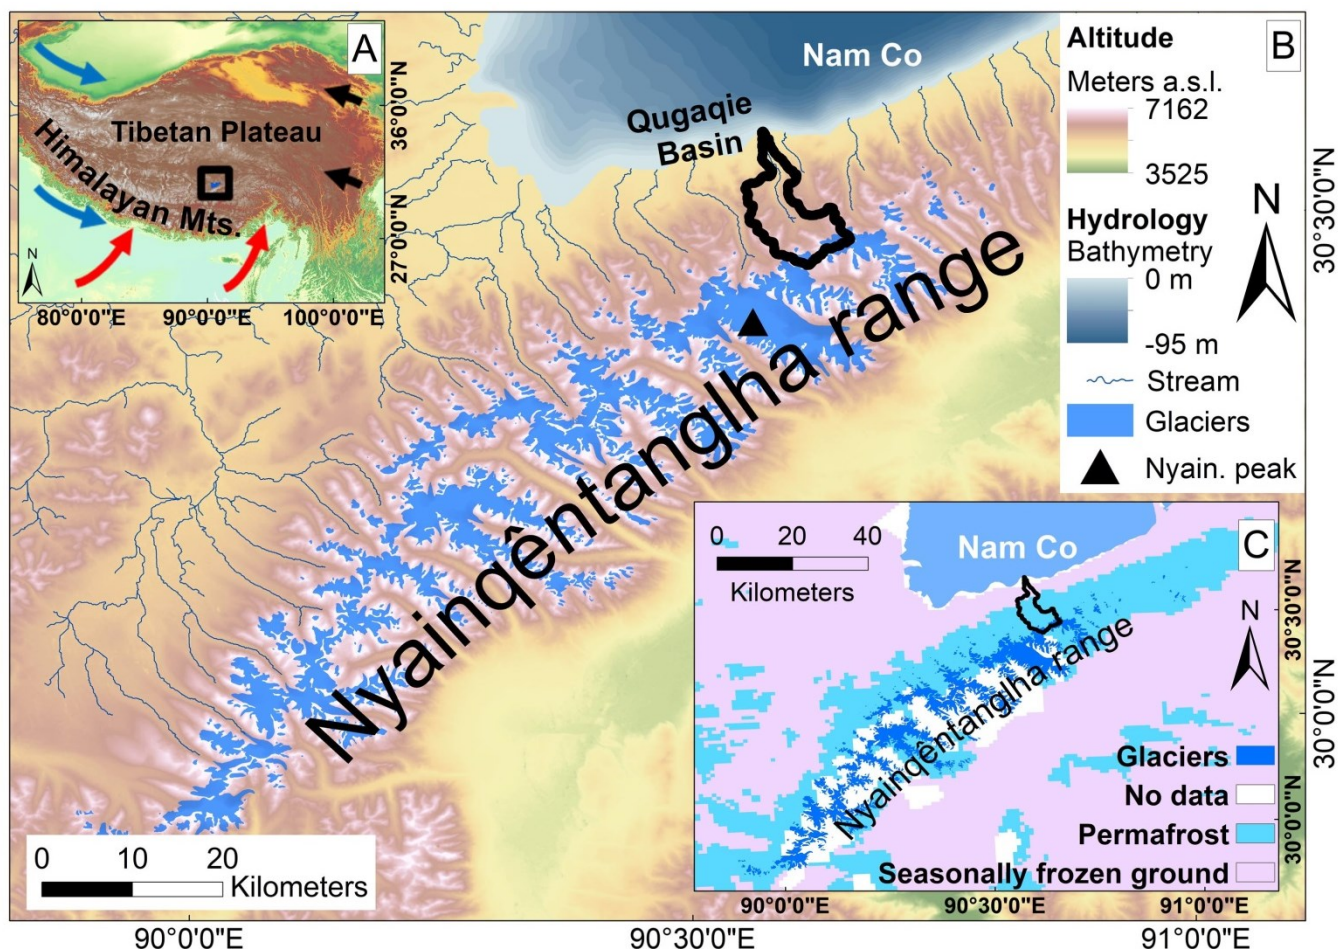 A
36°0'0"N
27°0'0"N
Tibetan Plateau
Himalayan Mts.
N
80°0'0"E
90°0'0"E
100°0'0"E
Nam Co
Qugaqie
Basin
Nyainqêntanglha range
B
Altitude
Meters a.s.l.
7162
3525
Hydrology
Bathymetry
0 m
-95 m
Stream
Glaciers
Nyain. peak
N
30°30'0"N
30°0'0"N
0
10
20
Kilometers
90°0'0"E
90°30'0"E
91°0'0"E
C
0
20
40
Kilometers
Nam Co
Nyainqêntanglha range
N
30°30'0"N
30°0'0"N
Glaciers
No data
Permafrost
Seasonally frozen ground
90°0'0"E
90°30'0"E
91°0'0"E